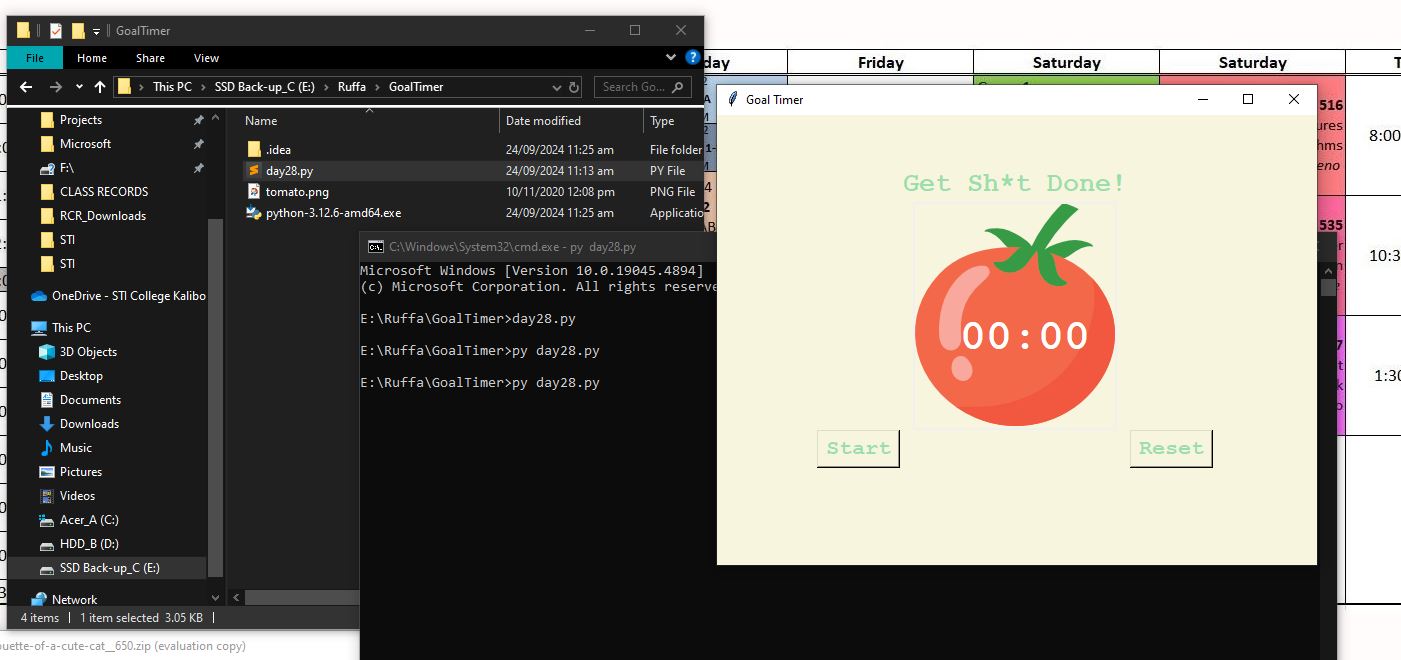 GoalTimer
File Home Share View
This PC > SSD Back-up_C (E:) > Ruffa > GoalTimer
Search Go...
Projects
Microsoft
F:\
CLASS RECORDS
RCR_Downloads
STI
STI
OneDrive - STI College Kalibo
This PC
3D Objects
Desktop
Documents
Downloads
Music
Pictures
Videos
Acer_A (C:)
HDD_B (D:)
SSD Back-up_C (E:)
Network
Name Date modified Type
.idea 24/09/2024 11:25 am File folder
day28.py 24/09/2024 11:13 am PY File
tomato.png 10/11/2020 12:08 pm PNG File
python-3.12.6-amd64.exe 24/09/2024 11:25 am Applicatio
4 items 1 item selected 3.05 KB
ouette-of-a-cute-cat__650.zip (evaluation copy)
C:\Windows\System32\cmd.exe - py day28.py
Microsoft Windows [Version 10.0.19045.4894]
(c) Microsoft Corporation. All rights reserve
E:\Ruffa\GoalTimer>day28.py
E:\Ruffa\GoalTimer>py day28.py
E:\Ruffa\GoalTimer>py day28.py
Goal Timer
Get Sh*t Done!
00:00
Start
Reset
day Friday Saturday Saturday T
516
ures
8:00
hms
eno
535
10:3
1:30